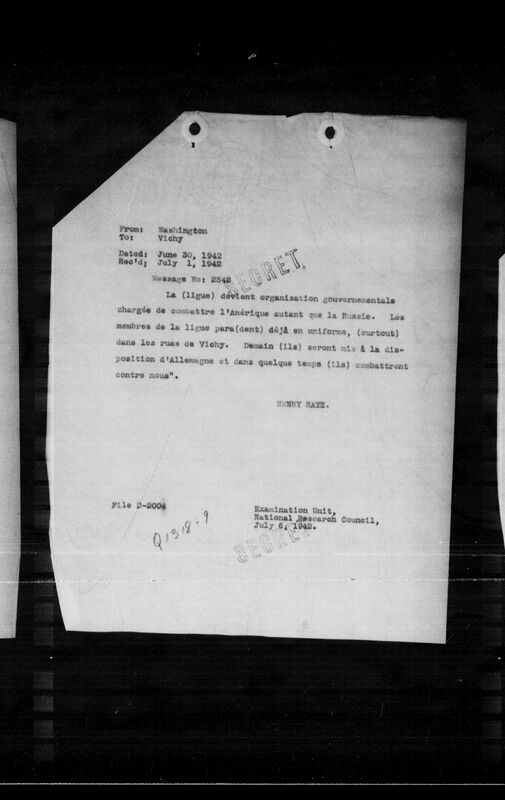 From: Washington
To: Vichy
Dated: June 30, 1942
Rec'd; July 1, 1942
Message No: 2542
SECRET
La (ligue) devient organisation gouvernementale
chargée de combattre l'Amérique autant que la Russie. Les
membres de la ligue para(dent) déjà en uniforme, (surtout)
dans les rues de Vichy. Demain (ils) seront mis à la dis-
position d'Allemagne et dans quelque temps (ils) combattront
contre nous".
HENRY HAYE.
File D-2004
Examination Unit,
National Research Council,
July 6, 1942.
Q 1318-9
SECRET